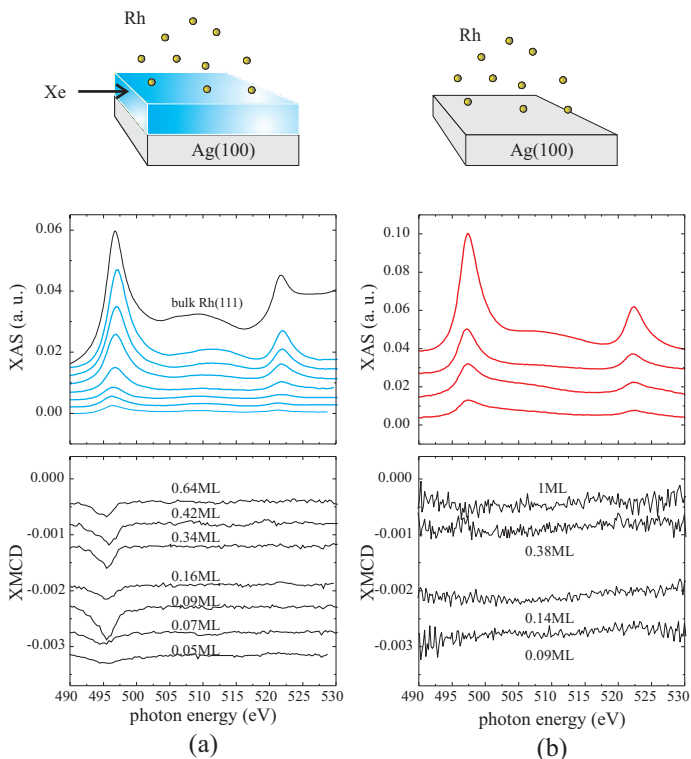 Rh
Xe
Ag(100)
Rh
Ag(100)
XAS (a. u.)
0.06
0.04
0.02
0.00
bulk Rh(111)
XMCD
0.000
-0.001
-0.002
-0.003
0.64ML
0.42ML
0.34ML
0.16ML
0.09ML
0.07ML
0.05ML
490 495 500 505 510 515 520 525 530
photon energy (eV)
(a)
XAS (a. u.)
0.10
0.08
0.06
0.04
0.02
0.00
XMCD
0.000
-0.001
-0.002
-0.003
1ML
0.38ML
0.14ML
0.09ML
490 495 500 505 510 515 520 525 530
photon energy (eV)
(b)